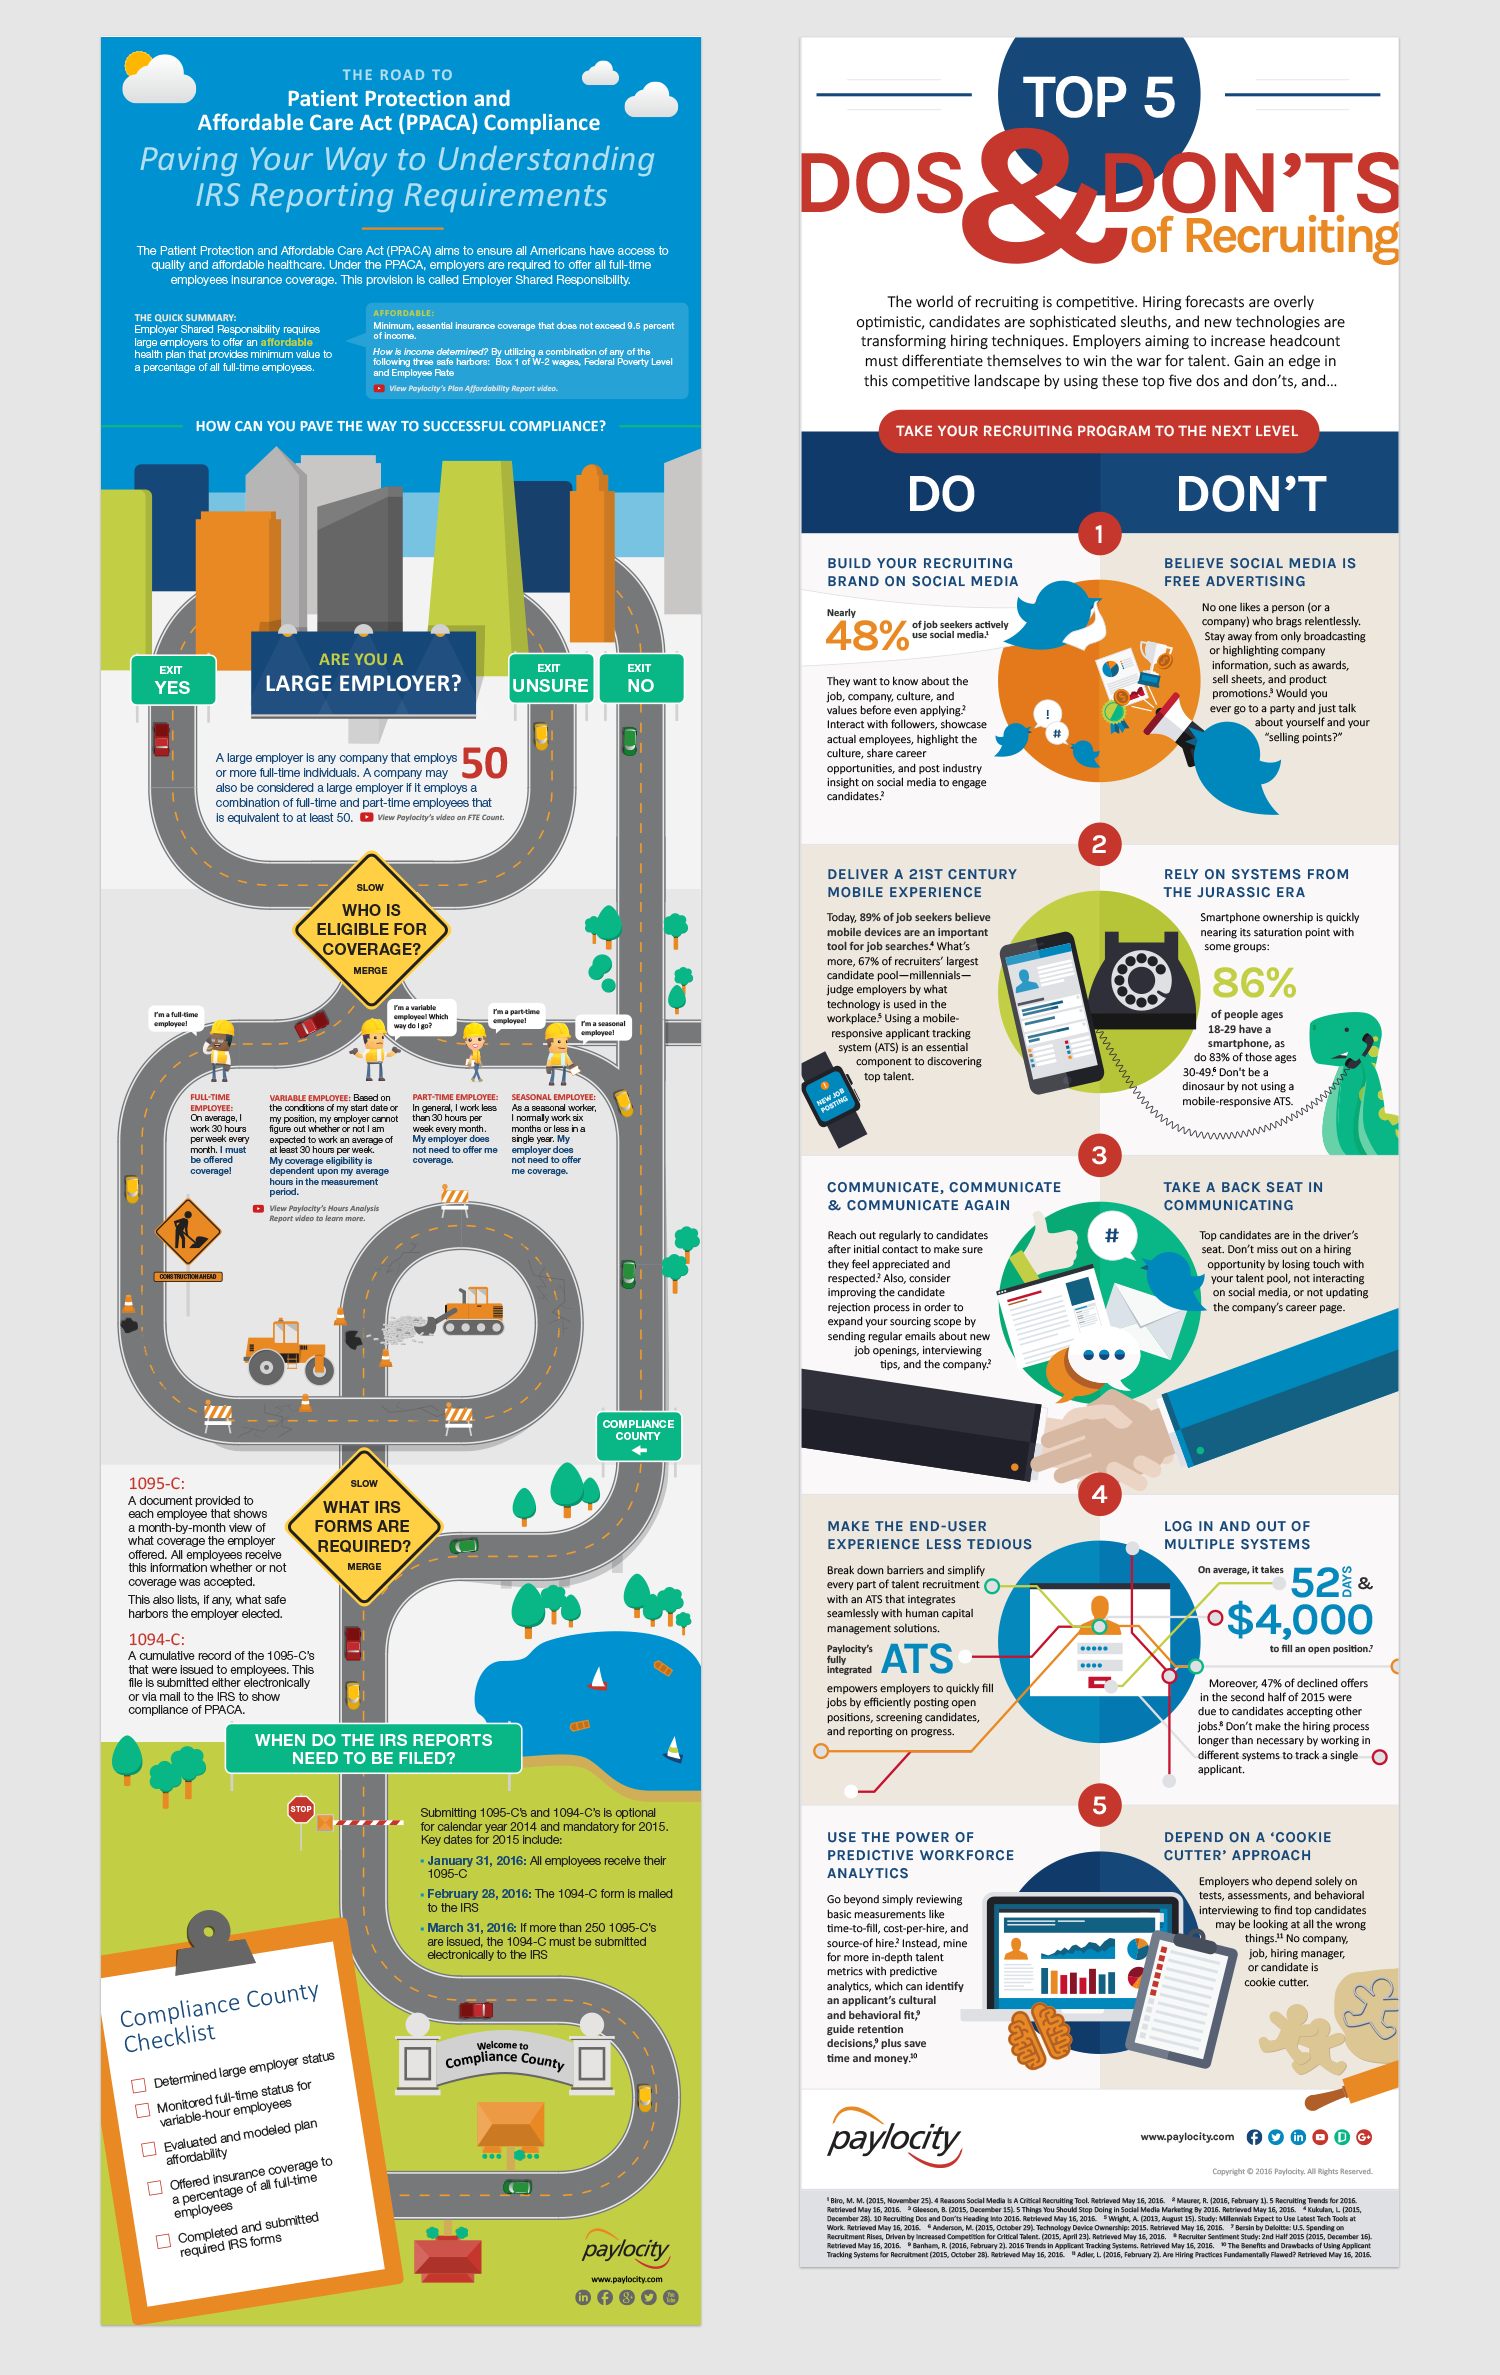 THE ROAD TO
Patient Protection and
Affordable Care Act (PPACA) Compliance
Paving Your Way to Understanding
IRS Reporting Requirements
The Patient Protection and Affordable Care Act (PPACA) aims to ensure all Americans have access to
quality and affordable healthcare. Under the PPACA, employers are required to offer all full-time
employees insurance coverage. This provision is called Employer Shared Responsibility.
THE QUICK SUMMARY:
Employer Shared Responsibility requires
large employers to offer an affordable
health plan that provides minimum value to
a percentage of all full-time employees.
AFFORDABLE:
Minimum, essential insurance coverage that does not exceed 9.5 percent
of income.
How is income determined? By utilizing a combination of any of the
following three safe harbors: Box 1 of W-2 wages, Federal Poverty Level
and Employee Rate
View Paylocity's Plan Affordability Report video.
HOW CAN YOU PAVE THE WAY TO SUCCESSFUL COMPLIANCE?
EXIT
YES
ARE YOU A
LARGE EMPLOYER?
EXIT
UNSURE
EXIT
NO
A large employer is any company that employs 50
or more full-time individuals. A company may
also be considered a large employer if it employs a
combination of full-time and part-time employees that
is equivalent to at least 50. View Paylocity's video on FTE Count.
SLOW
WHO IS
ELIGIBLE FOR
COVERAGE?
MERGE
I'm a full-time
employee!
I'm a variable
employee! Which
way do I go?
I'm a part-time
employee!
I'm a seasonal
employee!
FULL-TIME
EMPLOYEE:
On average, I
work 30 hours
per week every
month. I must
be offered
coverage!
VARIABLE EMPLOYEE: Based on
the conditions of my start date or
my position, my employer cannot
figure out whether or not I am
expected to work an average of
at least 30 hours per week.
My coverage eligibility is
dependent upon my average
hours in the measurement
period.
View Paylocity's Hours Analysis
Report video to learn more.
PART-TIME EMPLOYEE:
In general, I work less
than 30 hours per
week every month.
My employer does
not need to offer me
coverage.
SEASONAL EMPLOYEE:
As a seasonal worker,
I normally work six
months or less in a
single year. My
employer does
not need to offer
me coverage.
CONSTRUCTION AHEAD
COMPLIANCE
COUNTY
1095-C:
A document provided to
each employee that shows
a month-by-month view of
what coverage the employer
offered. All employees receive
this information whether or not
coverage was accepted.
This also lists, if any, what safe
harbors the employer elected.
1094-C:
A cumulative record of the 1095-C's
that were issued to employees. This
file is submitted either electronically
or via mail to the IRS to show
compliance of PPACA.
SLOW
WHAT IRS
FORMS ARE
REQUIRED?
MERGE
WHEN DO THE IRS REPORTS
NEED TO BE FILED?
STOP
Submitting 1095-C's and 1094-C's is optional
for calendar year 2014 and mandatory for 2015.
Key dates for 2015 include:
• January 31, 2016: All employees receive their
1095-C
• February 28, 2016: The 1094-C form is mailed
to the IRS
• March 31, 2016: If more than 250 1095-C's
are issued, the 1094-C must be submitted
electronically to the IRS
Compliance County
Checklist
Determined large employer status
Monitored full-time status for
variable-hour employees
Evaluated and modeled plan
affordability
Offered insurance coverage to
a percentage of all full-time
employees
Completed and submitted
required IRS forms
Welcome to
Compliance County
paylocity
www.paylocity.com
TOP 5
DOS & DON'TS
of Recruiting
The world of recruiting is competitive. Hiring forecasts are overly
optimistic, candidates are sophisticated sleuths, and new technologies are
transforming hiring techniques. Employers aiming to increase headcount
must differentiate themselves to win the war for talent. Gain an edge in
this competitive landscape by using these top five dos and don'ts, and...
TAKE YOUR RECRUITING PROGRAM TO THE NEXT LEVEL
DO
DON'T
1
BUILD YOUR RECRUITING
BRAND ON SOCIAL MEDIA
Nearly
48% of job seekers actively
use social media.¹
They want to know about the
job, company, culture, and
values before even applying.²
Interact with followers, showcase
actual employees, highlight the
culture, share career
opportunities, and post industry
insight on social media to engage
candidates.²
!
#
BELIEVE SOCIAL MEDIA IS
FREE ADVERTISING
No one likes a person (or a
company) who brags relentlessly.
Stay away from only broadcasting
or highlighting company
information, such as awards,
sell sheets, and product
promotions.³ Would you
ever go to a party and just talk
about yourself and your
"selling points?"
2
DELIVER A 21ST CENTURY
MOBILE EXPERIENCE
Today, 89% of job seekers believe
mobile devices are an important
tool for job searches.⁴ What's
more, 67% of recruiters' largest
candidate pool—millennials—
judge employers by what
technology is used in the
workplace.⁵ Using a mobile-
responsive applicant tracking
system (ATS) is an essential
component to discovering
top talent.
NEW JOB
POSTING
RELY ON SYSTEMS FROM
THE JURASSIC ERA
Smartphone ownership is quickly
nearing its saturation point with
some groups:
86%
of people ages
18-29 have a
smartphone, as
do 83% of those ages
30-49.⁶ Don't be a
dinosaur by not using a
mobile-responsive ATS.
3
COMMUNICATE, COMMUNICATE
& COMMUNICATE AGAIN
Reach out regularly to candidates
after initial contact to make sure
they feel appreciated and
respected.² Also, consider
improving the candidate
rejection process in order to
expand your sourcing scope by
sending regular emails about new
job openings, interviewing
tips, and the company.²
#
TAKE A BACK SEAT IN
COMMUNICATING
Top candidates are in the driver's
seat. Don't miss out on a hiring
opportunity by losing touch with
your talent pool, not interacting
on social media, or not updating
the company's career page.
4
MAKE THE END-USER
EXPERIENCE LESS TEDIOUS
Break down barriers and simplify
every part of talent recruitment
with an ATS that integrates
seamlessly with human capital
management solutions.
Paylocity's
fully
integrated
ATS
empowers employers to quickly fill
jobs by efficiently posting open
positions, screening candidates,
and reporting on progress.
LOG IN AND OUT OF
MULTIPLE SYSTEMS
On average, it takes 52 DAYS &
$4,000
to fill an open position.⁷
Moreover, 47% of declined offers
in the second half of 2015 were
due to candidates accepting other
jobs.⁸ Don't make the hiring process
longer than necessary by working in
different systems to track a single
applicant.
5
USE THE POWER OF
PREDICTIVE WORKFORCE
ANALYTICS
Go beyond simply reviewing
basic measurements like
time-to-fill, cost-per-hire, and
source-of hire.² Instead, mine
for more in-depth talent
metrics with predictive
analytics, which can identify
an applicant's cultural
and behavioral fit,⁹
guide retention
decisions,⁹ plus save
time and money.¹⁰
DEPEND ON A 'COOKIE
CUTTER' APPROACH
Employers who depend solely on
tests, assessments, and behavioral
interviewing to find top candidates
may be looking at all the wrong
things.¹¹ No company,
job, hiring manager,
or candidate is
cookie cutter.
paylocity
www.paylocity.com
Copyright © 2016 Paylocity. All Rights Reserved.
¹ Biro, M. M. (2015, November 25). 4 Reasons Social Media Is A Critical Recruiting Tool. Retrieved May 16, 2016. ² Maurer, R. (2016, February 1). 5 Recruiting Trends for 2016.
Retrieved May 16, 2016. ³ Gleeson, B. (2015, December 15). 5 Things You Should Stop Doing in Social Media Marketing By 2016. Retrieved May 16, 2016. ⁴ Kukulan, L. (2015,
December 28). 10 Recruiting Dos and Don'ts Heading Into 2016. Retrieved May 16, 2016. ⁵ Wright, A. (2013, August 15). Study: Millennials Expect to Use Latest Tech Tools at
Work. Retrieved May 16, 2016. ⁶ Anderson, M. (2015, October 29). Technology Device Ownership: 2015. Retrieved May 16, 2016. ⁷ Bersin by Deloitte: U.S. Spending on
Recruitment Rises, Driven by Increased Competition for Critical Talent. (2015, April 23). Retrieved May 16, 2016. ⁸ Recruiter Sentiment Study: 2nd Half 2015 (2015, December 16).
Retrieved May 16, 2016. ⁹ Banham, R. (2016, February 2). 2016 Trends in Applicant Tracking Systems. Retrieved May 16, 2016. ¹⁰ The Benefits and Drawbacks of Using Applicant
Tracking Systems for Recruitment (2015, October 28). Retrieved May 16, 2016. ¹¹ Adler, L. (2016, February 2). Are Hiring Practices Fundamentally Flawed? Retrieved May 16, 2016.